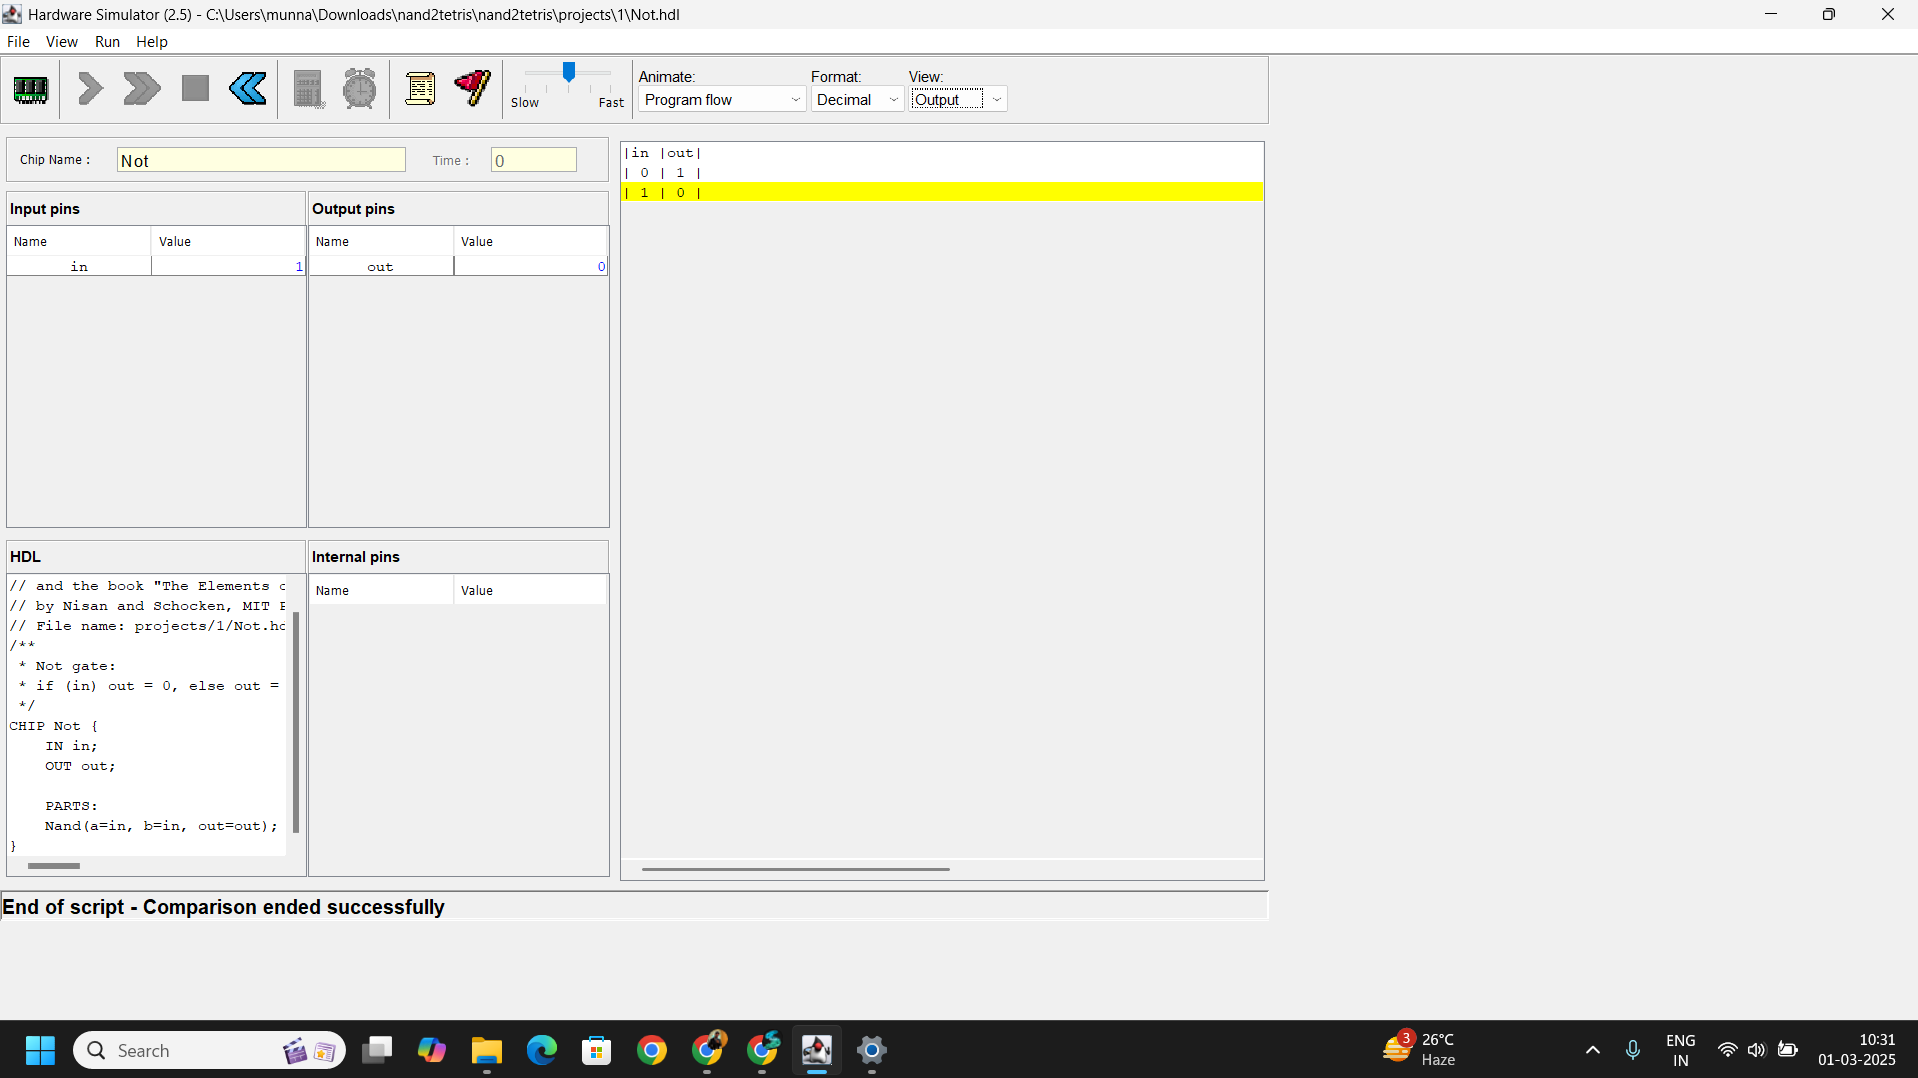 Hardware Simulator (2.5) - C:\Users\munna\Downloads\nand2tetris\nand2tetris\projects\1\Not.hdl
File View Run Help
Slow Fast
Animate: Format: View:
Program flow Decimal Output
Chip Name : Not Time : 0
Input pins Output pins
Name Value Name Value
in 1 out 0
|in |out|
| 0 | 1 |
| 1 | 0 |
HDL Internal pins
Name Value
// and the book "The Elements
// by Nisan and Schocken, MIT
// File name: projects/1/Not.
/**
* Not gate:
* if (in) out = 0, else out =
*/
CHIP Not {
IN in;
OUT out;
PARTS:
Nand(a=in, b=in, out=out);
}
End of script - Comparison ended successfully
Search
3
26°C
Haze
ENG
IN
10:31
01-03-2025